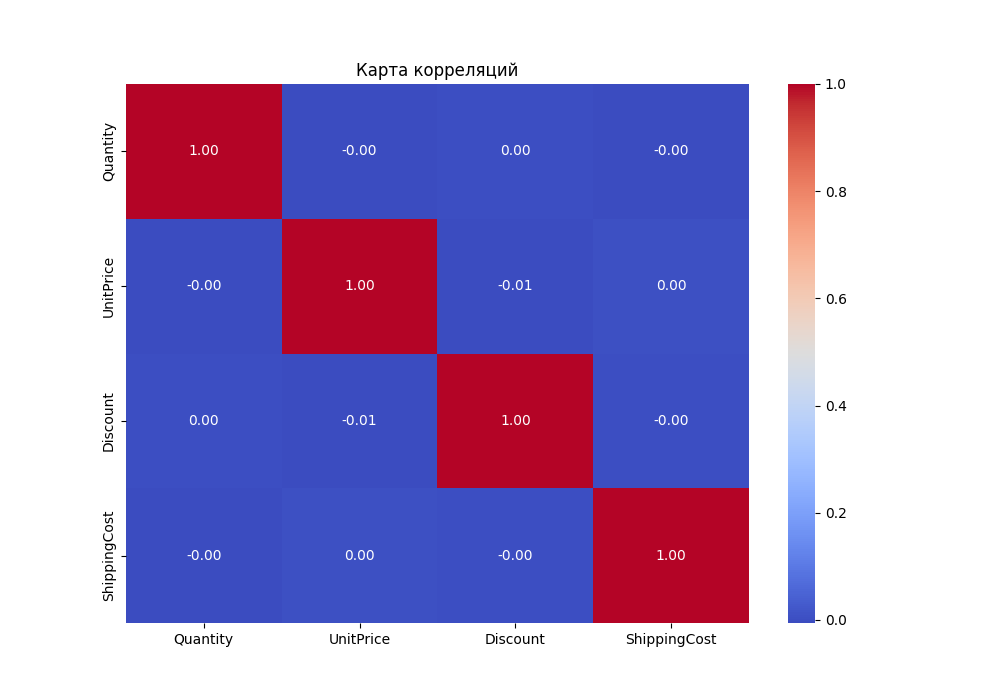 Карта корреляций
Quantity 1.00 -0.00 0.00 -0.00
UnitPrice -0.00 1.00 -0.01 0.00
Discount 0.00 -0.01 1.00 -0.00
ShippingCost -0.00 0.00 -0.00 1.00
Quantity UnitPrice Discount ShippingCost
1.0
0.8
0.6
0.4
0.2
0.0